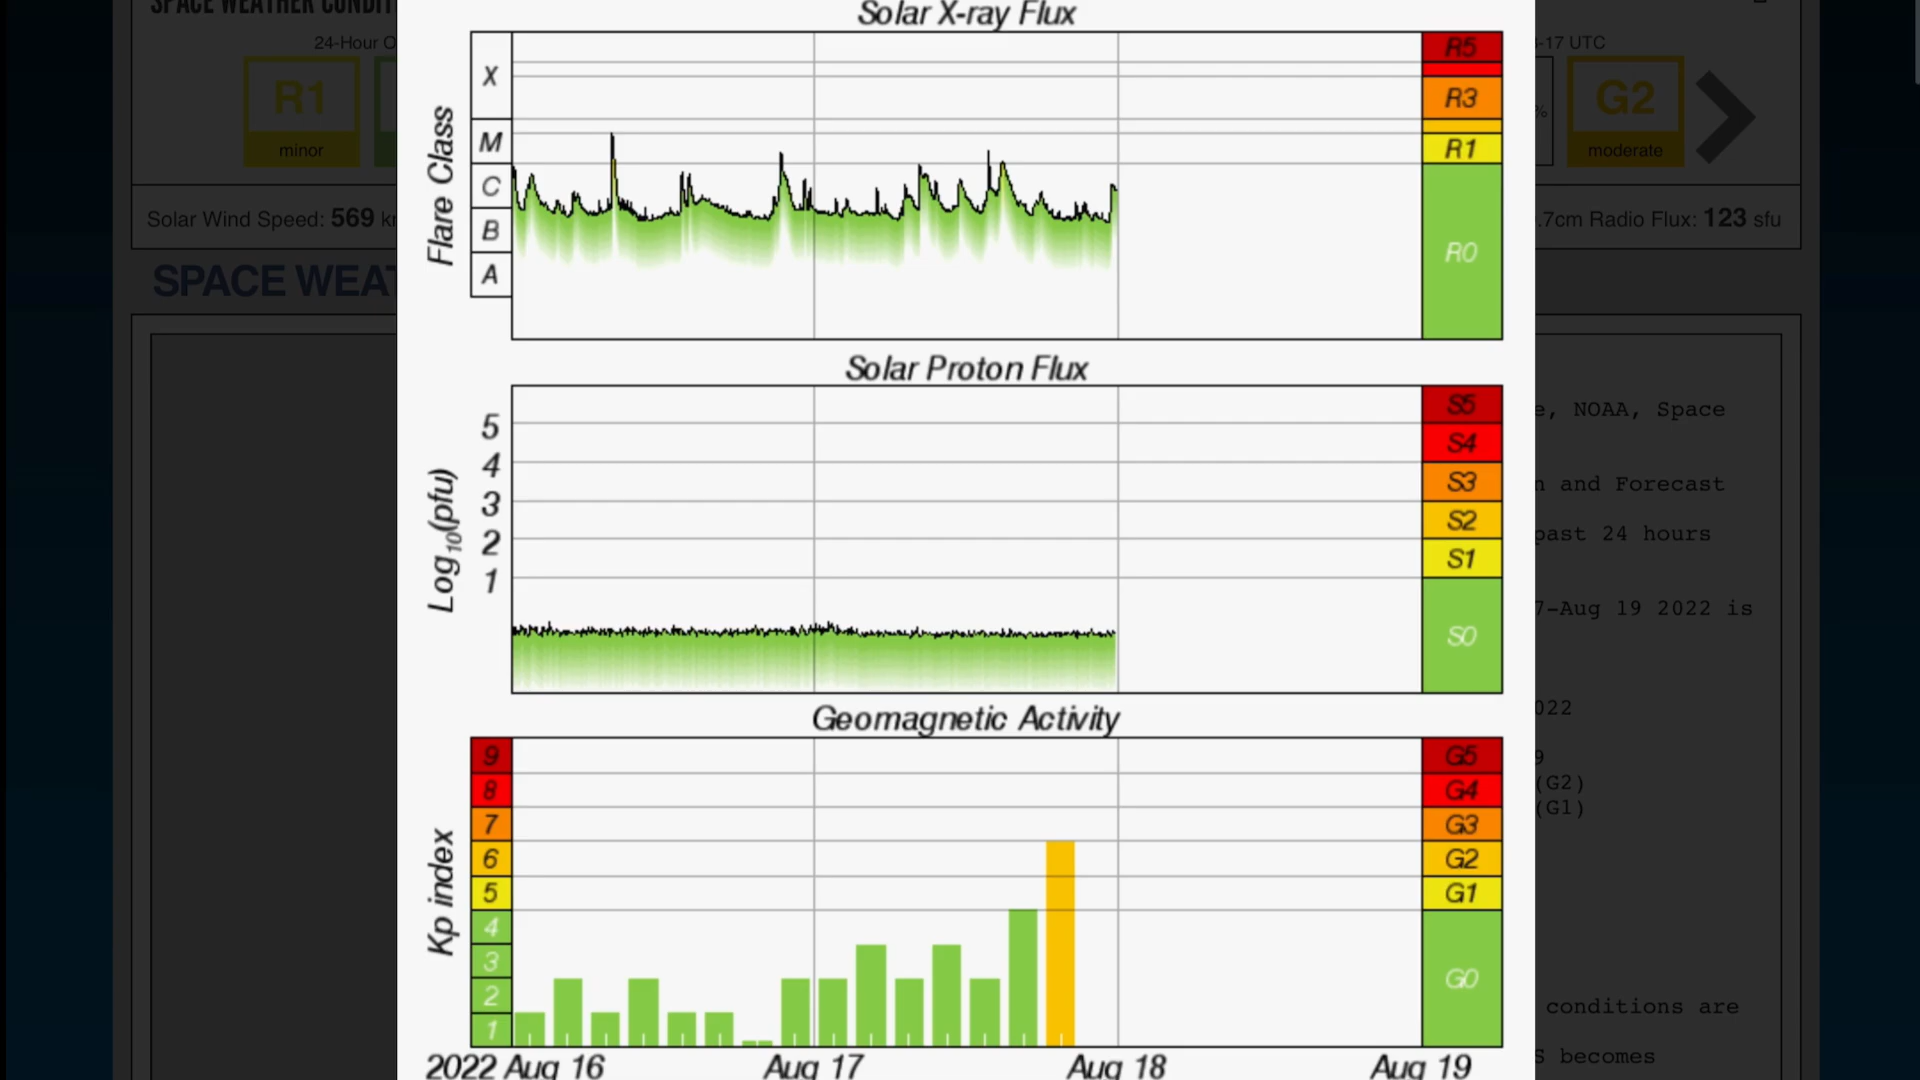 SPACE WEATHER CONDIT
24-Hour O
-17 UTC
R1
minor
%
G2
moderate
Solar Wind Speed: 569 k
.7cm Radio Flux: 123 sfu
SPACE WEAT
Solar X-ray Flux
Flare Class
X
M
C
B
A
R5
R3
R1
R0
Solar Proton Flux
Log10(pfu)
5
4
3
2
1
S5
S4
S3
S2
S1
S0
Geomagnetic Activity
Kp index
9
8
7
6
5
4
3
2
1
G5
G4
G3
G2
G1
G0
2022 Aug 16
Aug 17
Aug 18
Aug 19
e, NOAA, Space
n and Forecast
past 24 hours
7-Aug 19 2022 is
022
9
(G2)
(G1)
conditions are
S becomes